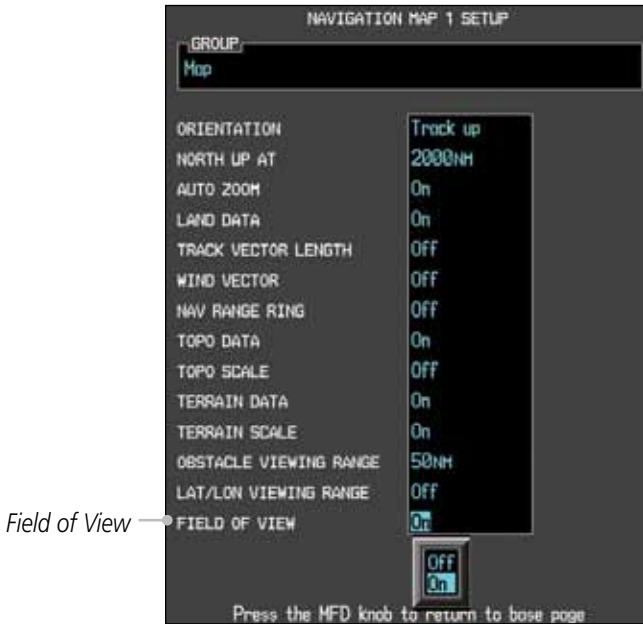 NAVIGATION MAP 1 SETUP
GROUP
Map
ORIENTATION Track up
NORTH UP AT 2000NM
AUTO ZOOM On
LAND DATA On
TRACK VECTOR LENGTH Off
WIND VECTOR Off
NAV RANGE RING Off
TOPO DATA On
TOPO SCALE Off
TERRAIN DATA On
TERRAIN SCALE On
OBSTACLE VIEWING RANGE 50NM
LAT/LON VIEWING RANGE Off
Field of View FIELD OF VIEW On
Off
On
Press the MFD knob to return to base page